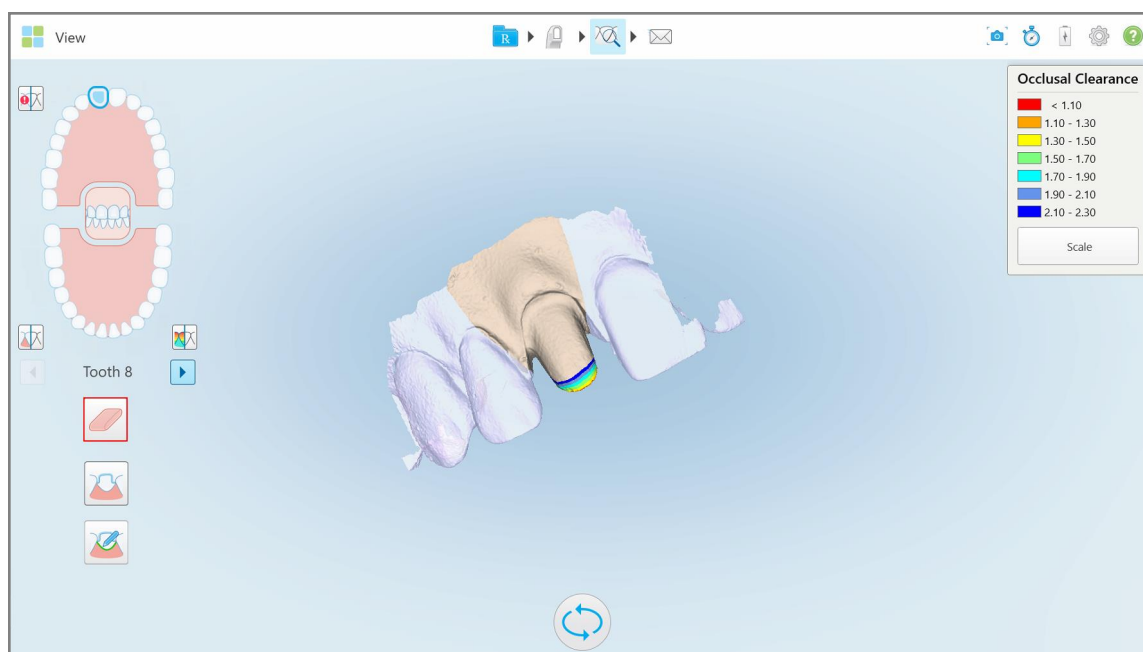 View
R
Occlusal Clearance
< 1.10
1.10 - 1.30
1.30 - 1.50
1.50 - 1.70
1.70 - 1.90
1.90 - 2.10
2.10 - 2.30
Scale
Tooth 8